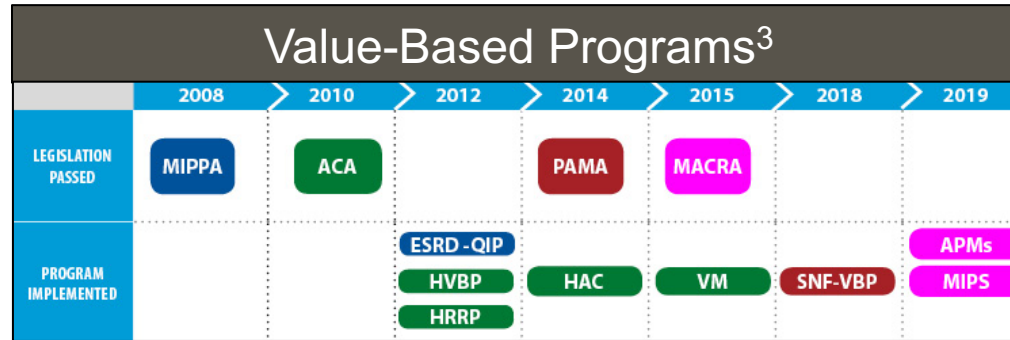 Value-Based Programs³
2008 2010 2012 2014 2015 2018 2019
LEGISLATION
PASSED
MIPPA ACA PAMA MACRA
PROGRAM
IMPLEMENTED
ESRD-QIP APMs
HVBP HAC VM SNF-VBP MIPS
HRRP